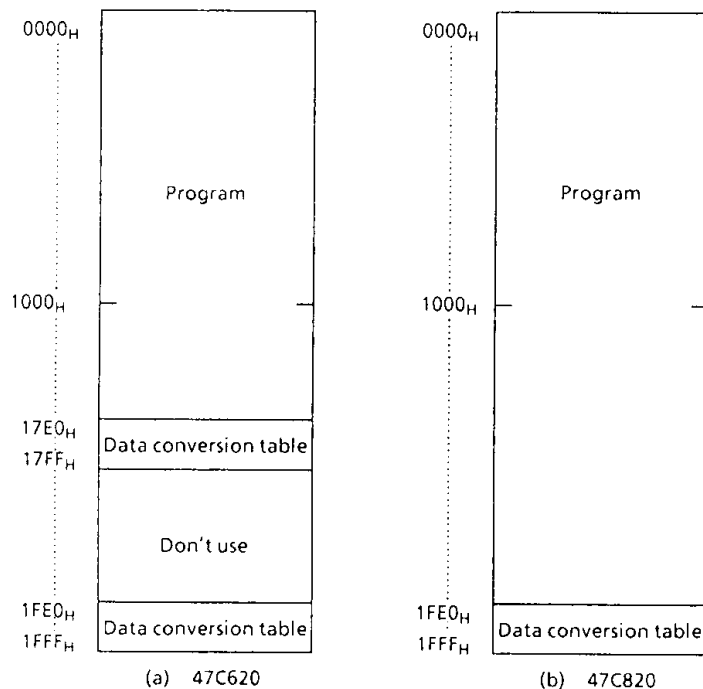 0000H
Program
1000H
17E0H
Data conversion table
17FFH
Don't use
1FE0H
Data conversion table
1FFFH
(a) 47C620
0000H
Program
1000H
1FE0H
Data conversion table
1FFFH
(b) 47C820